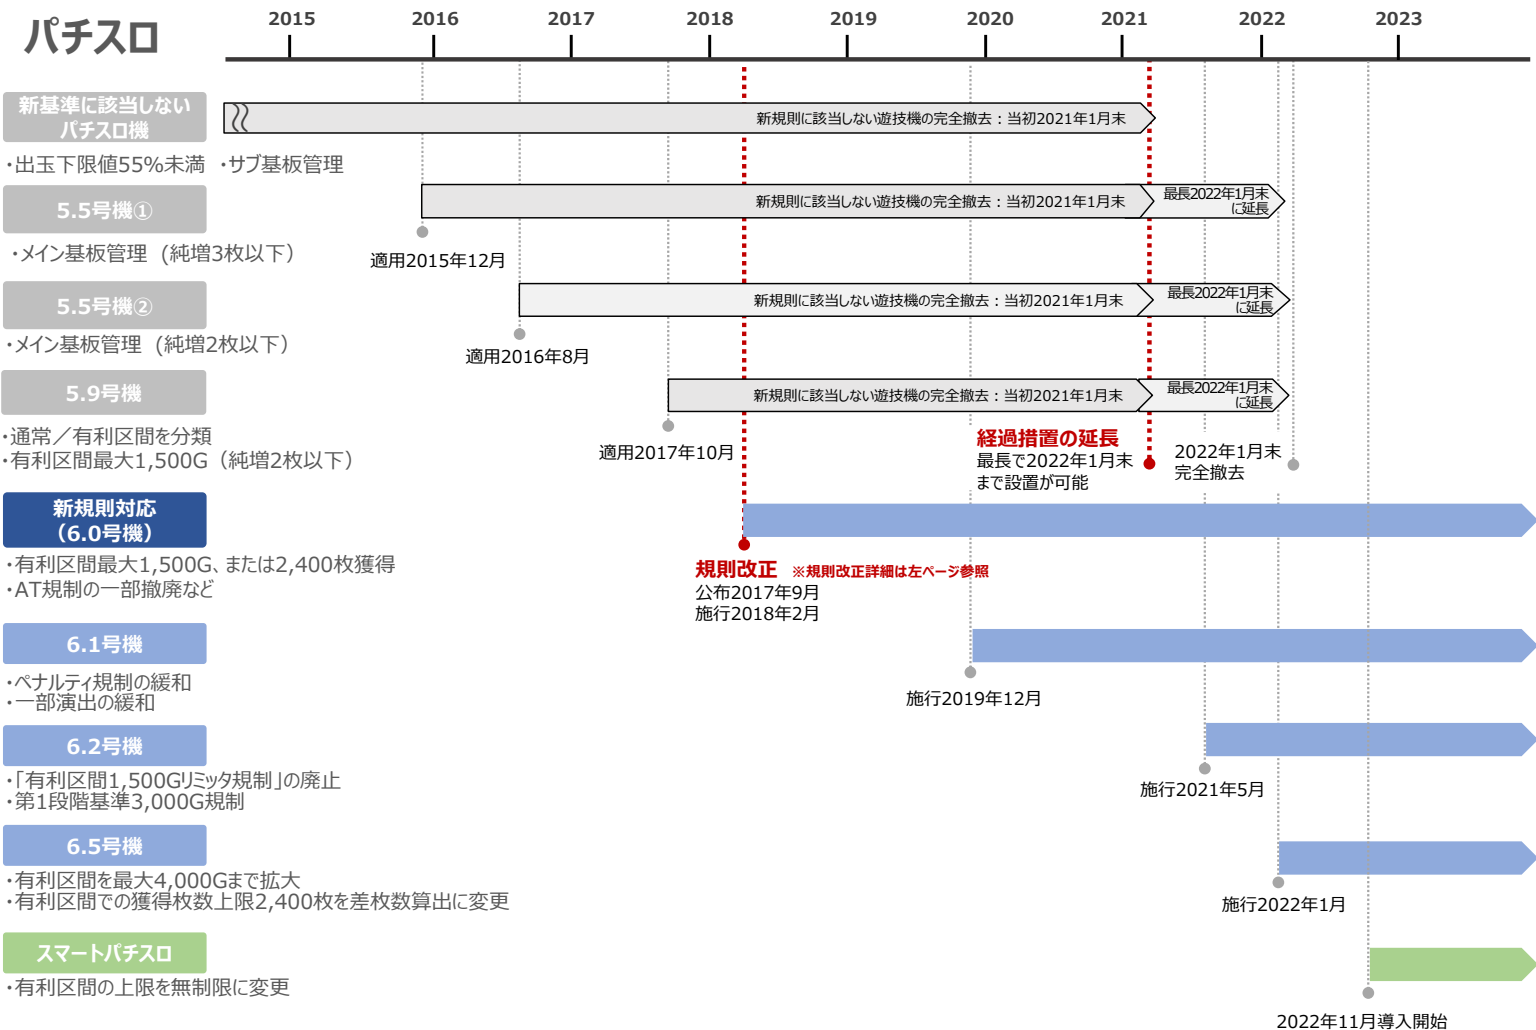 パチスロ
2015 2016 2017 2018 2019 2020 2021 2022 2023
新基準に該当しない
パチスロ機
新規則に該当しない遊技機の完全撤去：当初2021年1月末
・出玉下限値55%未満 ・サブ基板管理
5.5号機①
新規則に該当しない遊技機の完全撤去：当初2021年1月末
最長2022年1月末
に延長
・メイン基板管理 (純増3枚以下）
適用2015年12月
5.5号機②
新規則に該当しない遊技機の完全撤去：当初2021年1月末
最長2022年1月末
に延長
・メイン基板管理 (純増2枚以下）
適用2016年8月
5.9号機
新規則に該当しない遊技機の完全撤去：当初2021年1月末
最長2022年1月末
に延長
・通常／有利区間を分類
・有利区間最大1,500G（純増2枚以下）
適用2017年10月
経過措置の延長
最長で2022年1月末
まで設置が可能
2022年1月末
完全撤去
新規則対応
（6.0号機）
・有利区間最大1,500G、または2,400枚獲得
・AT規制の一部撤廃など
規則改正 ※規則改正詳細は左ページ参照
公布2017年9月
施行2018年2月
6.1号機
・ペナルティ規制の緩和
・一部演出の緩和
施行2019年12月
6.2号機
・「有利区間1,500Gリミッタ規制」の廃止
・第1段階基準3,000G規制
施行2021年5月
6.5号機
・有利区間を最大4,000Gまで拡大
・有利区間での獲得枚数上限2,400枚を差枚数算出に変更
施行2022年1月
スマートパチスロ
・有利区間の上限を無制限に変更
2022年11月導入開始